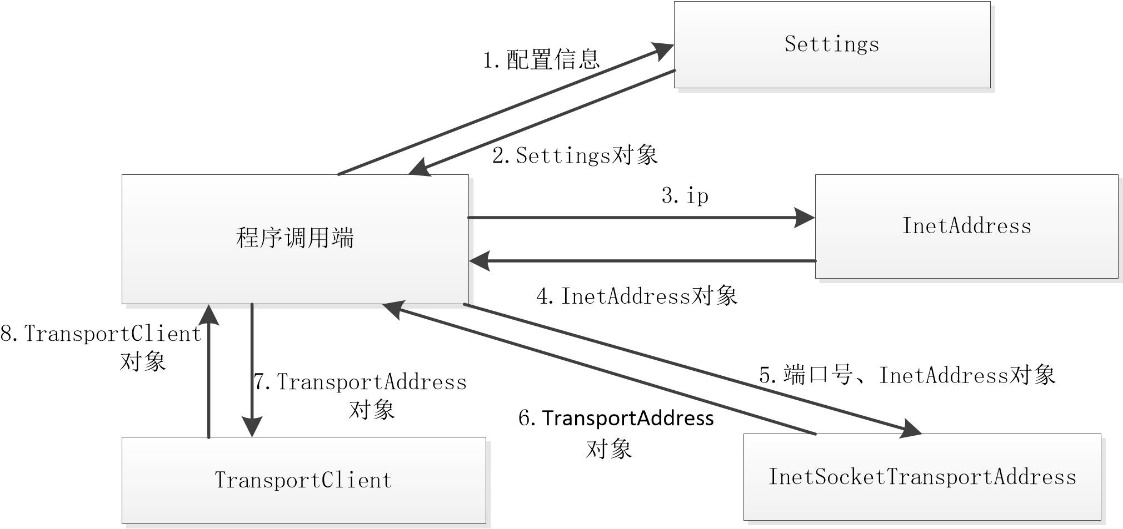 Settings
1.配置信息
2.Settings对象
3.ip
InetAddress
程序调用端
4.InetAddress对象
8.TransportClient
对象
7.TransportAddress
对象
5.端口号、InetAddress对象
6.TransportAddress
对象
TransportClient
InetSocketTransportAddress